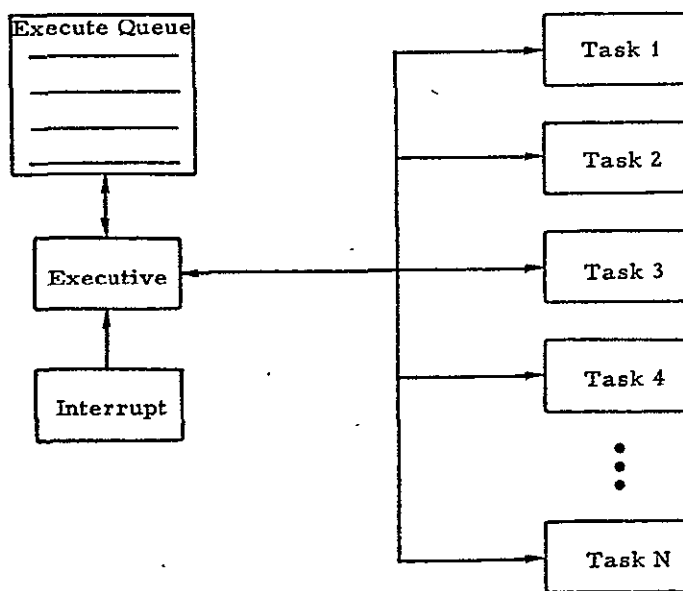 Execute Queue
Executive
Interrupt
Task 1
Task 2
Task 3
Task 4
Task N